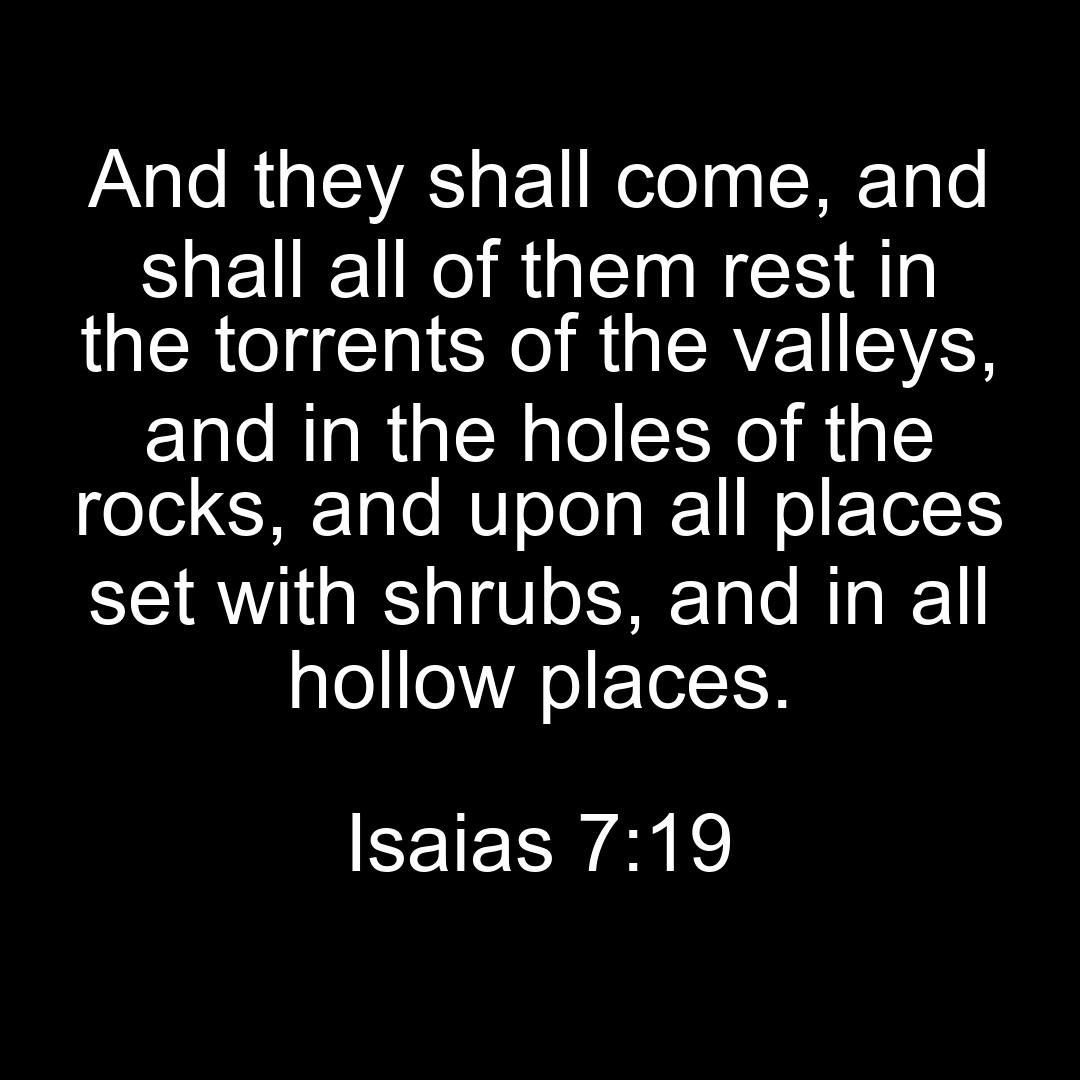 And they shall come, and
shall all of them rest in
the torrents of the valleys,
and in the holes of the
rocks, and upon all places
set with shrubs, and in all
hollow places.
Isaias 7:19